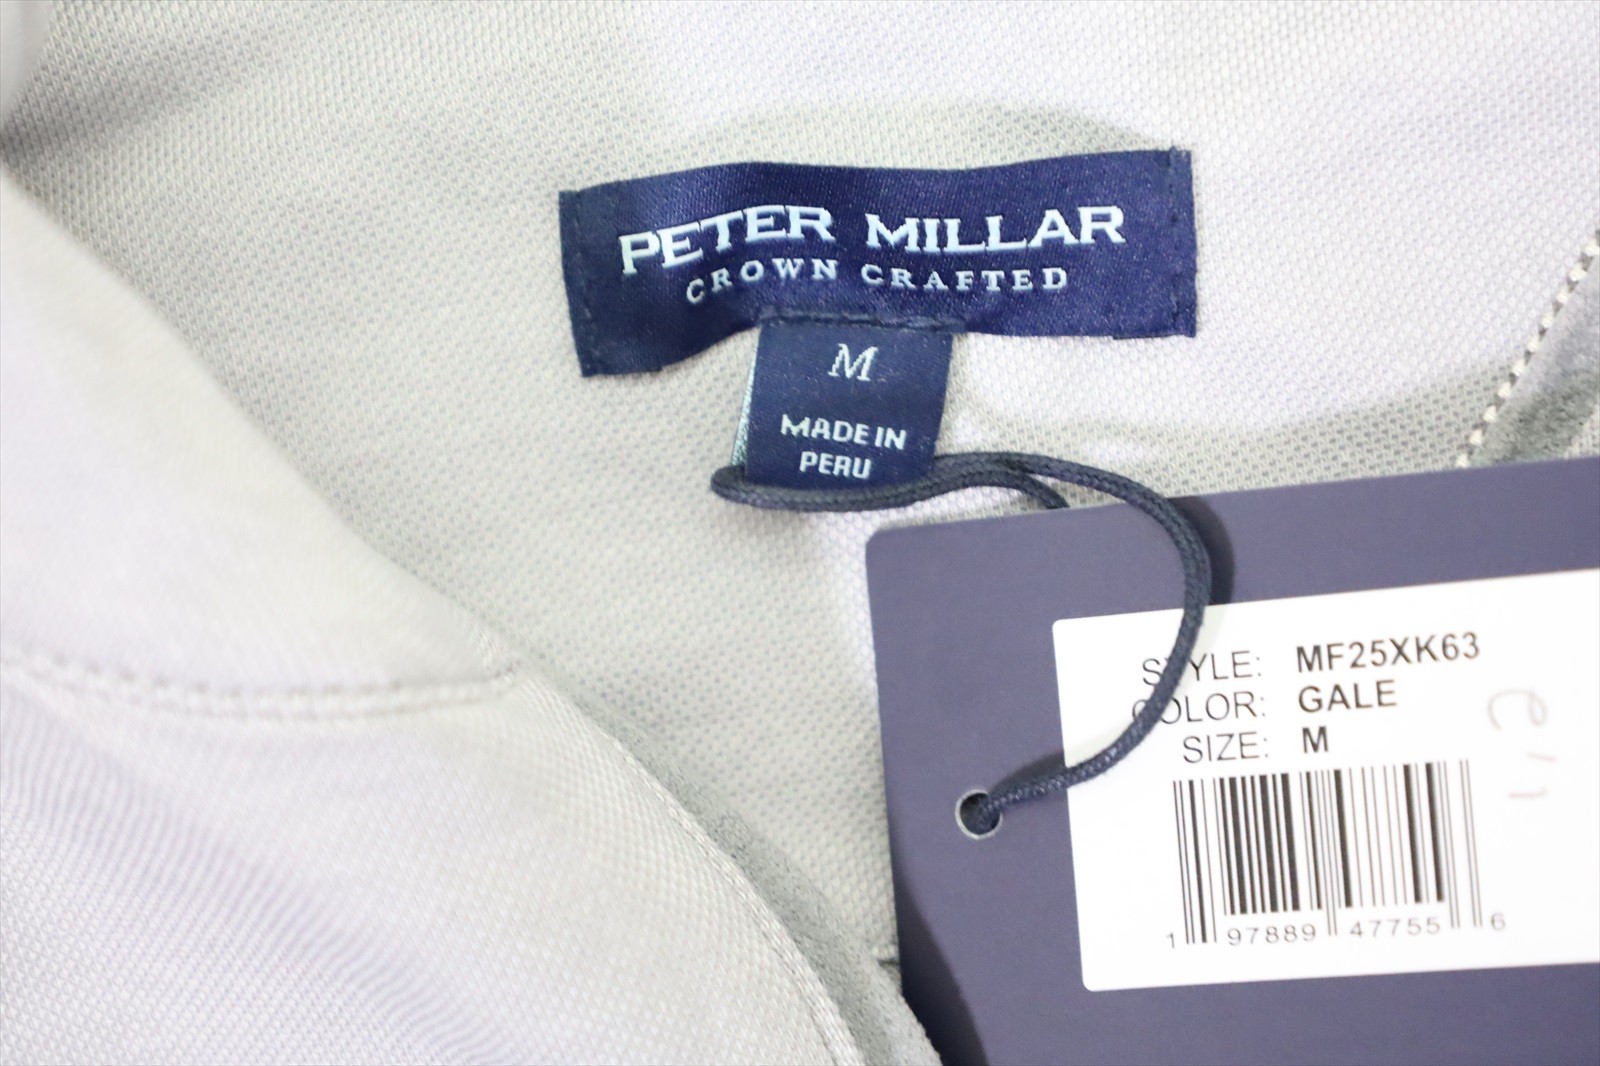 PETER MILLAR
CROWN CRAFTED
M
MADE IN
PERU
STYLE: MF25XK63
COLOR: GALE
SIZE: M
1 97889 47755 6